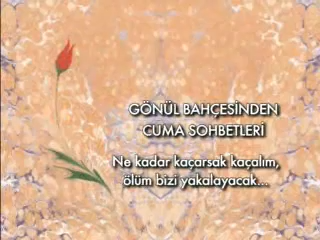 GÖNÜL BAHÇESİNDEN
CUMA SOHBETLERİ
Ne kadar kaçarsak kaçalım,
ölüm bizi yakalayacak...